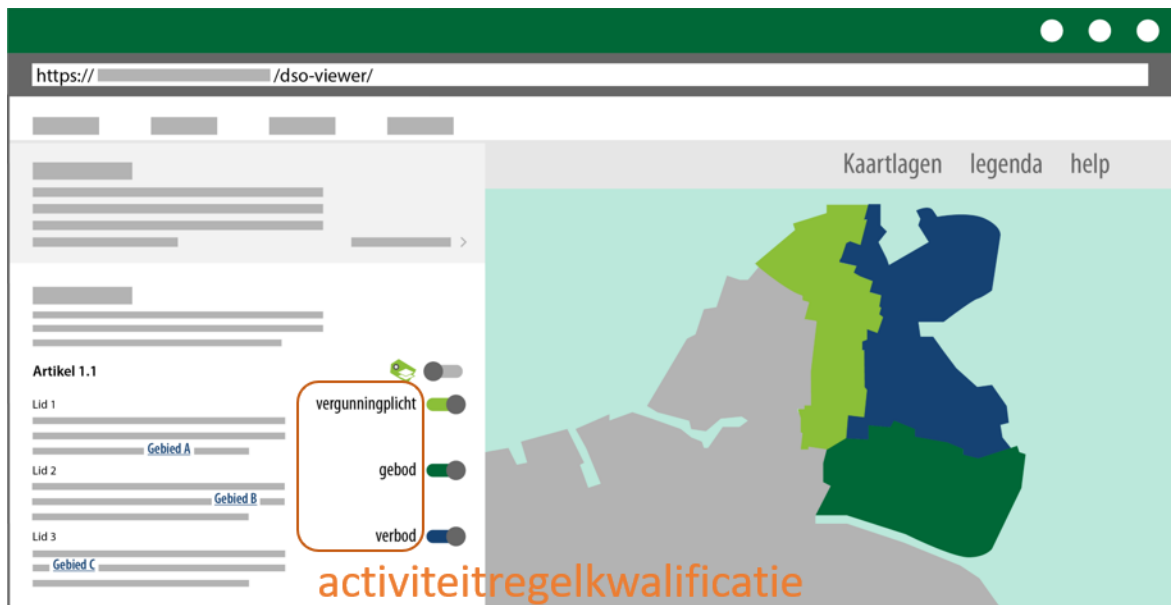 https:// /dso-viewer/
Kaartlagen legenda help
Artikel 1.1
Lid 1
vergunningplicht
Gebied A
Lid 2
gebod
Gebied B
Lid 3
verbod
Gebied C
activiteitregelkwalificatie